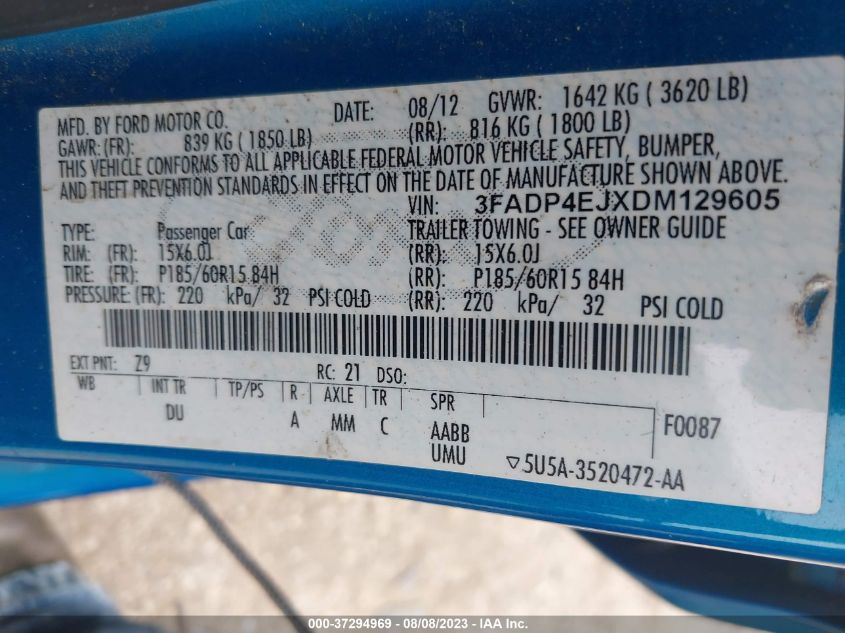 MFD. BY FORD MOTOR CO. DATE: 08/12 GVWR: 1642 KG ( 3620 LB)
GAWR: (FR): 839 KG ( 1850 LB) (RR): 816 KG ( 1800 LB)
THIS VEHICLE CONFORMS TO ALL APPLICABLE FEDERAL MOTOR VEHICLE SAFETY, BUMPER,
AND THEFT PREVENTION STANDARDS IN EFFECT ON THE DATE OF MANUFACTURE SHOWN ABOVE.
VIN: 3FADP4EJXDM129605
TYPE: Passenger Car TRAILER TOWING - SEE OWNER GUIDE
RIM: (FR): 15X6.0J (RR): 15X6.0J
TIRE: (FR): P185/60R15 84H (RR): P185/60R15 84H
PRESSURE: (FR): 220 kPa/ 32 PSI COLD (RR): 220 kPa/ 32 PSI COLD
EXT PNT: Z9 RC: 21 DSO:
WB INT TR TP/PS R AXLE TR SPR
DU A MM C AABB F0087
UMU ▽5U5A-3520472-AA
000-37294969 - 08/08/2023 - IAA Inc.